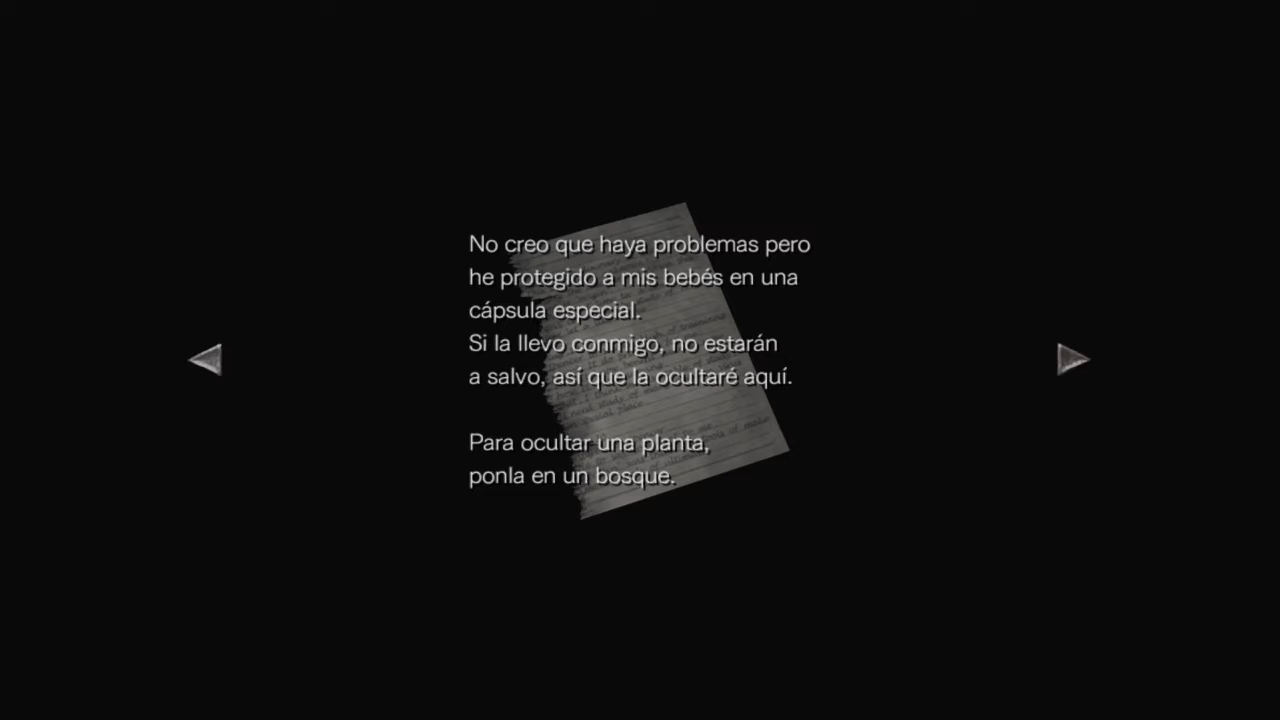 No creo que haya problemas pero
he protegido a mis bebés en una
cápsula especial.
Si la llevo conmigo, no estarán
a salvo, así que la ocultaré aquí.
Para ocultar una planta,
ponla en un bosque.